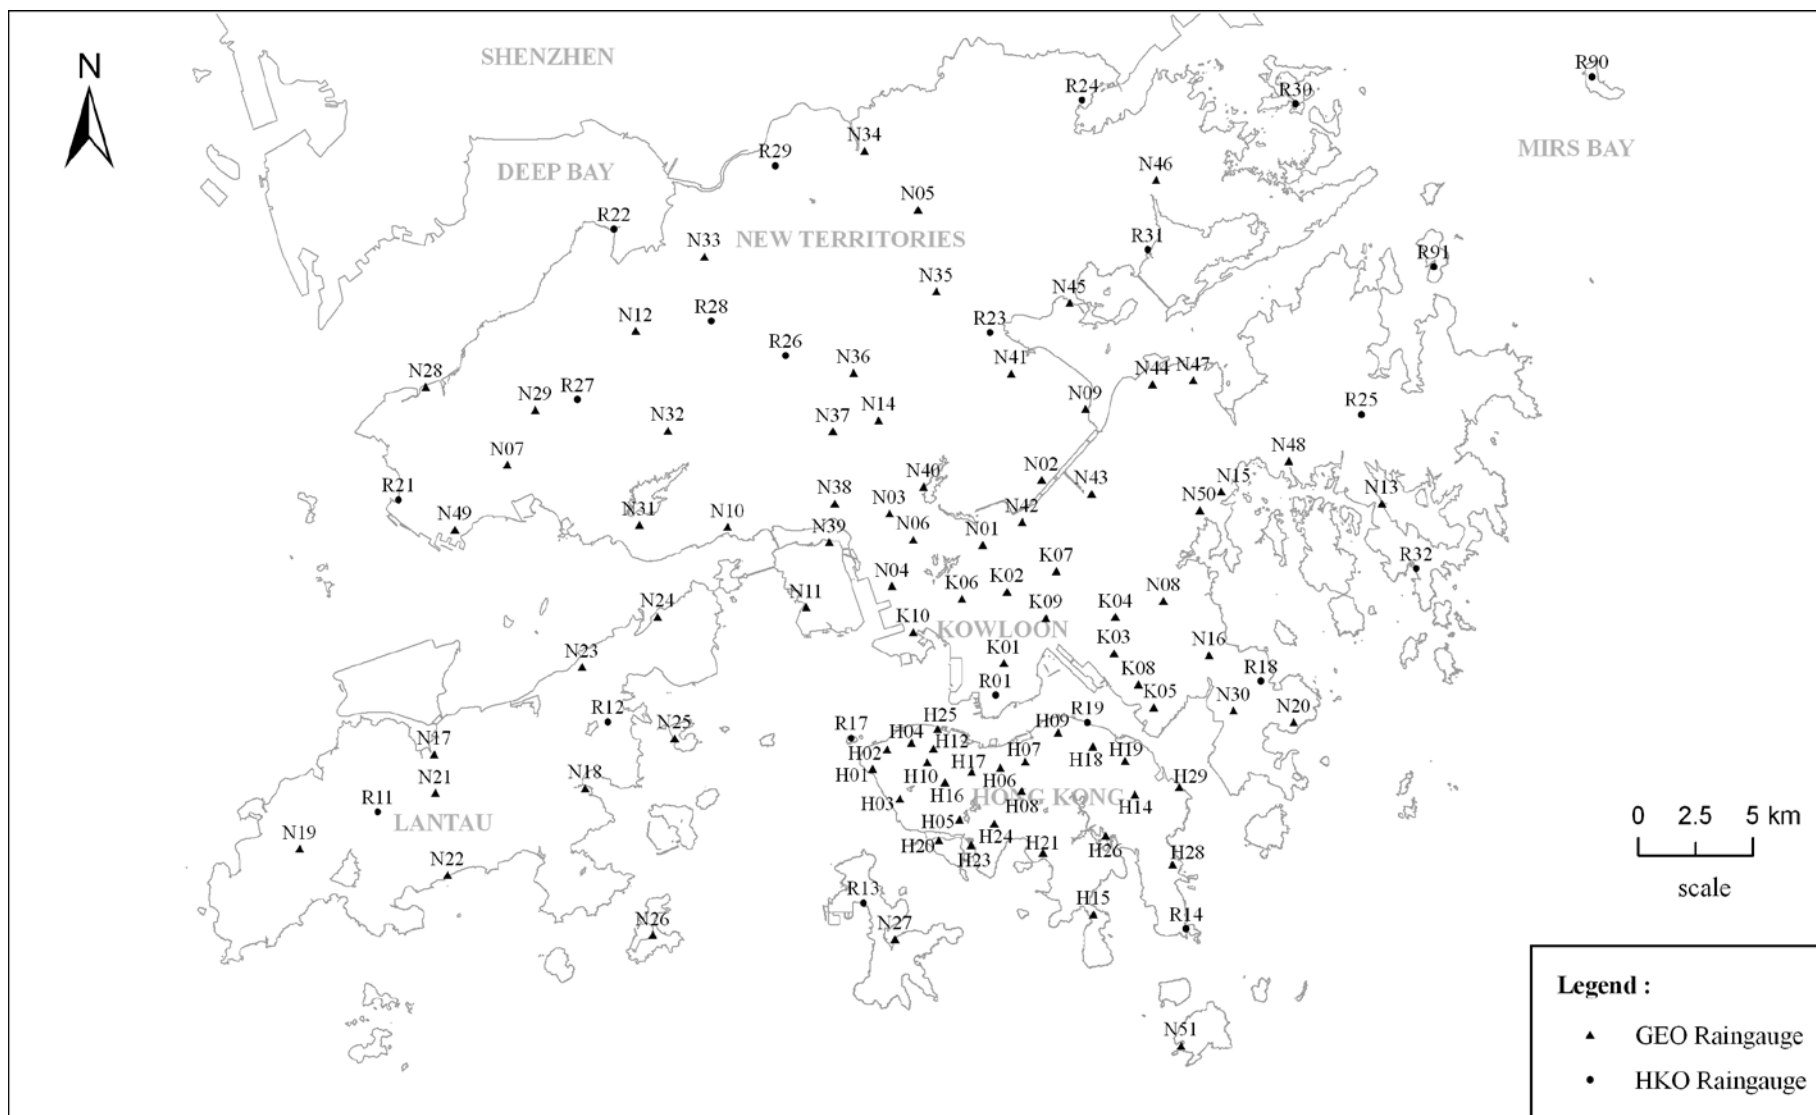 SHENZHEN
N
R90
R24
R30
N34
MIRS BAY
R29
DEEP BAY
N46
N05
R22
NEW TERRITORIES
N33
R31
R91
N35
N45
N12
R28
R23
R26
N36
N41
N44
N47
N28
N29
R27
N09
R25
N32
N37
N14
N07
N48
N02
N40
N43
N15
R21
N38
N03
N50
N13
N49
N31
N10
N39
N06
N42
N01
R32
K07
N04
K06
K02
N08
N24
N11
K10
K09
K04
KOWLOON
N23
K01
K03
N16
R18
K08
R01
K05
N30
N20
R12
N25
R17
H25
R19
H04
H09
N17
H02
H12
H07
H18
H19
H01
H10
H17
H06
N21
N18
H29
R11
H03
H16
HONG KONG
H08
H14
LANTAU
H05
0 2.5 5 km
N19
H20
H24
H23
H21
H26
H28
N22
scale
R13
H15
R14
N26
N27
Legend :
N51
GEO Raingauge
HKO Raingauge